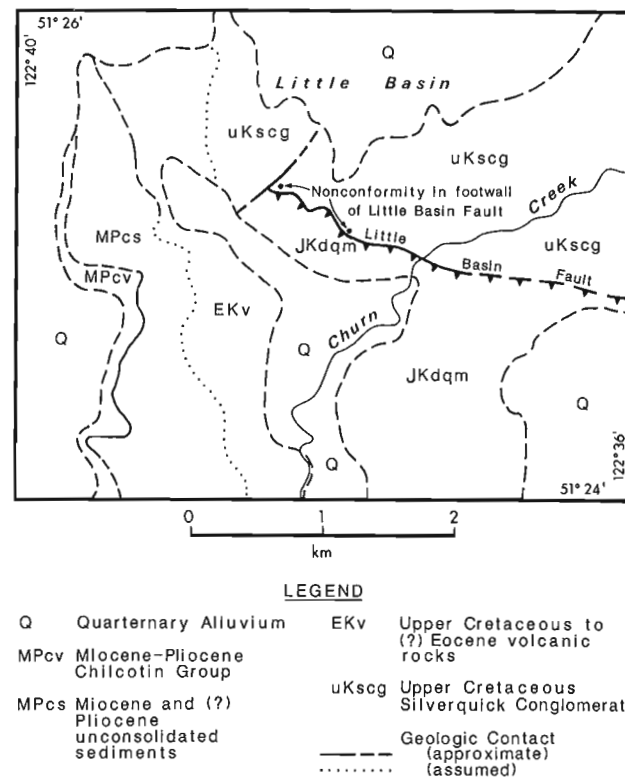 51° 26'
122° 40'
Q
Little Basin
uKscg
uKscg
Nonconformity in footwall
of Little Basin Fault
Creek
Little
JKdqm
uKscg
Basin
Fault
MPcs
MPcv
EKv
Churn
Q
Q
JKdqm
Q
Q
122° 36'
51° 24'
0 1 2
km
LEGEND
Q Quarternary Alluvium
MPcv Miocene-Pliocene
Chilcotin Group
MPcs Miocene and (?)
Pliocene
unconsolidated
sediments
EKv Upper Cretaceous to
(?) Eocene volcanic
rocks
uKscg Upper Cretaceous
Silverquick Conglomerat
Geologic Contact
(approximate)
(assumed)